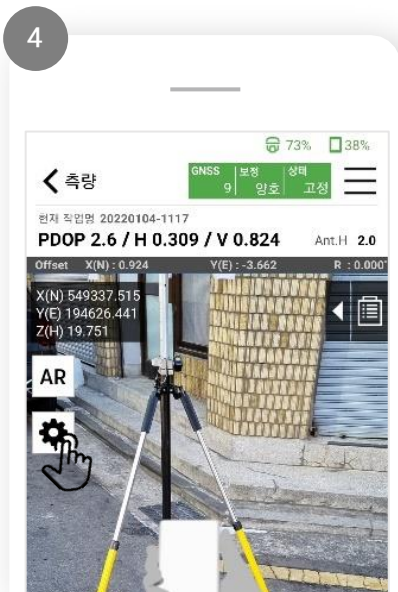 4
73% 38%
측량
GNSS 보정 상태
9 양호 고정
현재 작업명 20220104-1117
PDOP 2.6 / H 0.309 / V 0.824 Ant.H 2.0
Offset X(N) : 0.924 Y(E) : -3.662 R : 0.000°
X(N) 549337.515
Y(E) 194626.441
Z(H) 19.751
AR